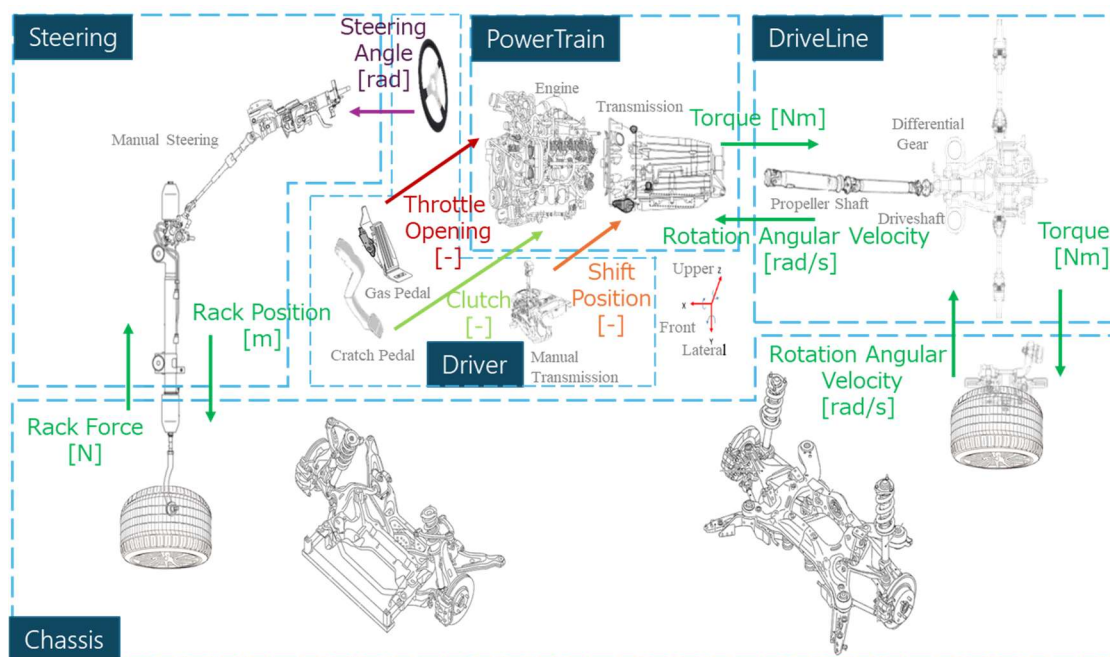 Steering
Steering
Angle
[rad]
Manual Steering
Rack Position
[m]
Rack Force
[N]
PowerTrain
Engine
Transmission
Throttle
Opening
[-]
Gas Pedal
Clutch
[-]
Cratch Pedal
Shift
Position
[-]
Driver
Manual
Transmission
Upper
Z
X
Front
Y
Lateral
DriveLine
Torque [Nm]
Differential
Gear
Propeller Shaft
Driveshaft
Rotation Angular Velocity
[rad/s]
Torque
[Nm]
Rotation Angular
Velocity
[rad/s]
Chassis